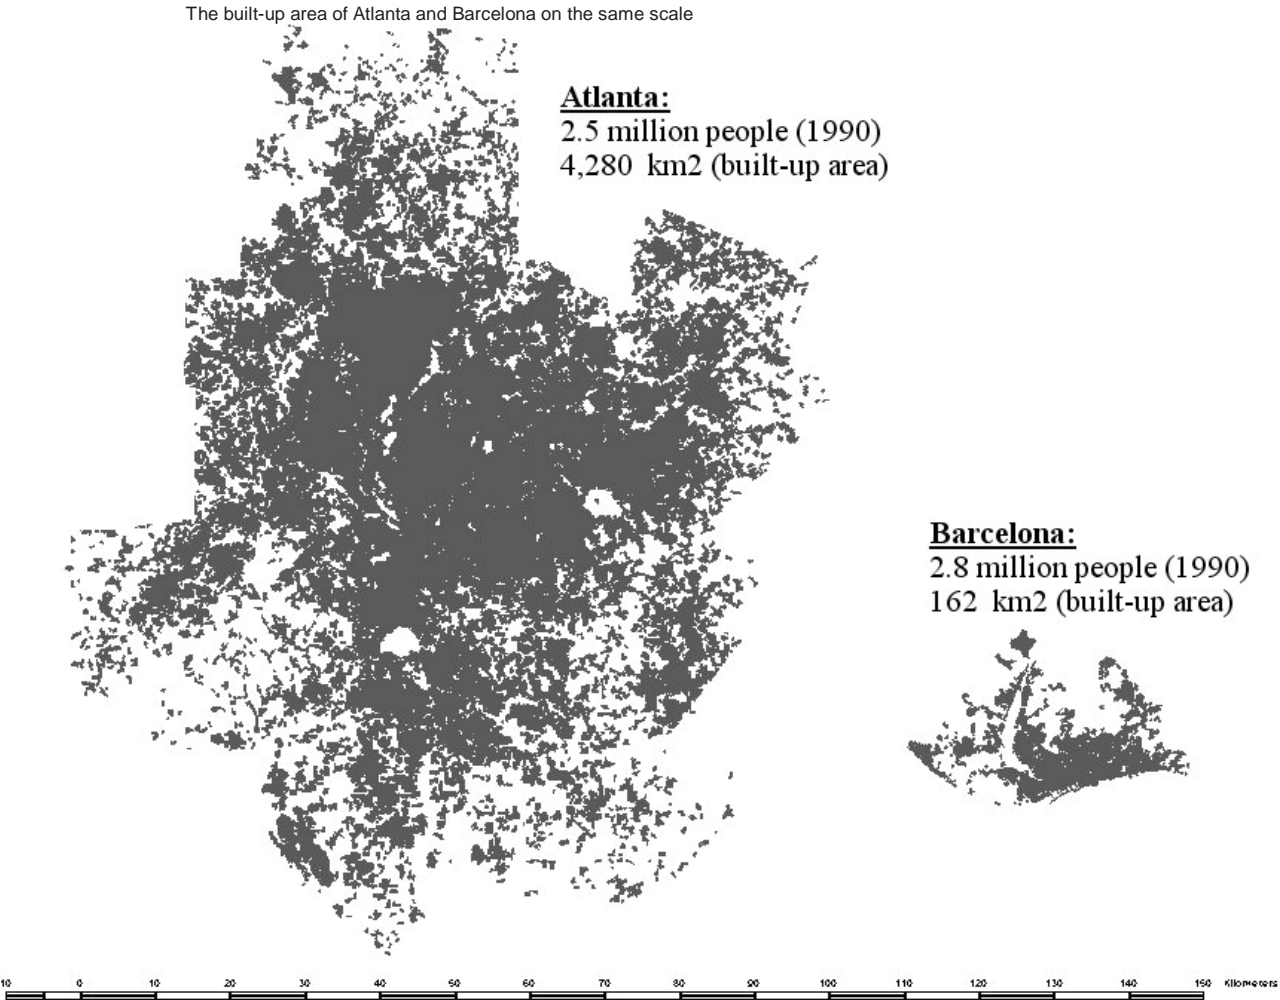 The built-up area of Atlanta and Barcelona on the same scale
Atlanta:
2.5 million people (1990)
4,280 km2 (built-up area)
Barcelona:
2.8 million people (1990)
162 km2 (built-up area)
10 0 10 20 30 40 50 60 70 80 90 100 110 120 130 140 150 Kilometers